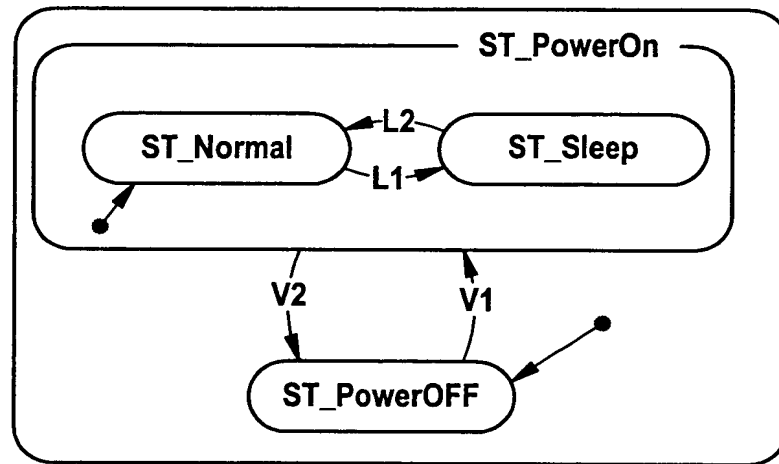 ST_PowerOn
L2
ST_Normal
ST_Sleep
L1
V2
V1
ST_PowerOFF